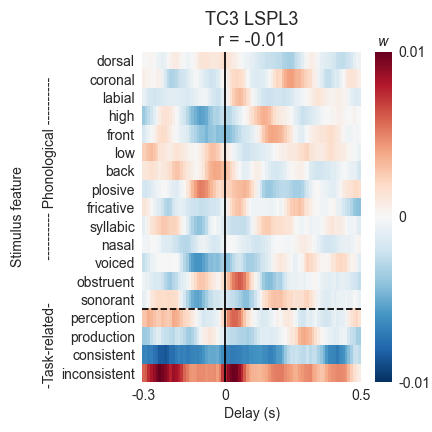 TC3 LSPL3
r = -0.01
w
dorsal
coronal
labial
high
front
low
back
plosive
fricative
syllabic
nasal
voiced
obstruent
sonorant
perception
production
consistent
inconsistent
Stimulus feature
---------- Phonological ----------
-Task-related-
0.01
0
-0.01
-0.3 0 0.5
Delay (s)